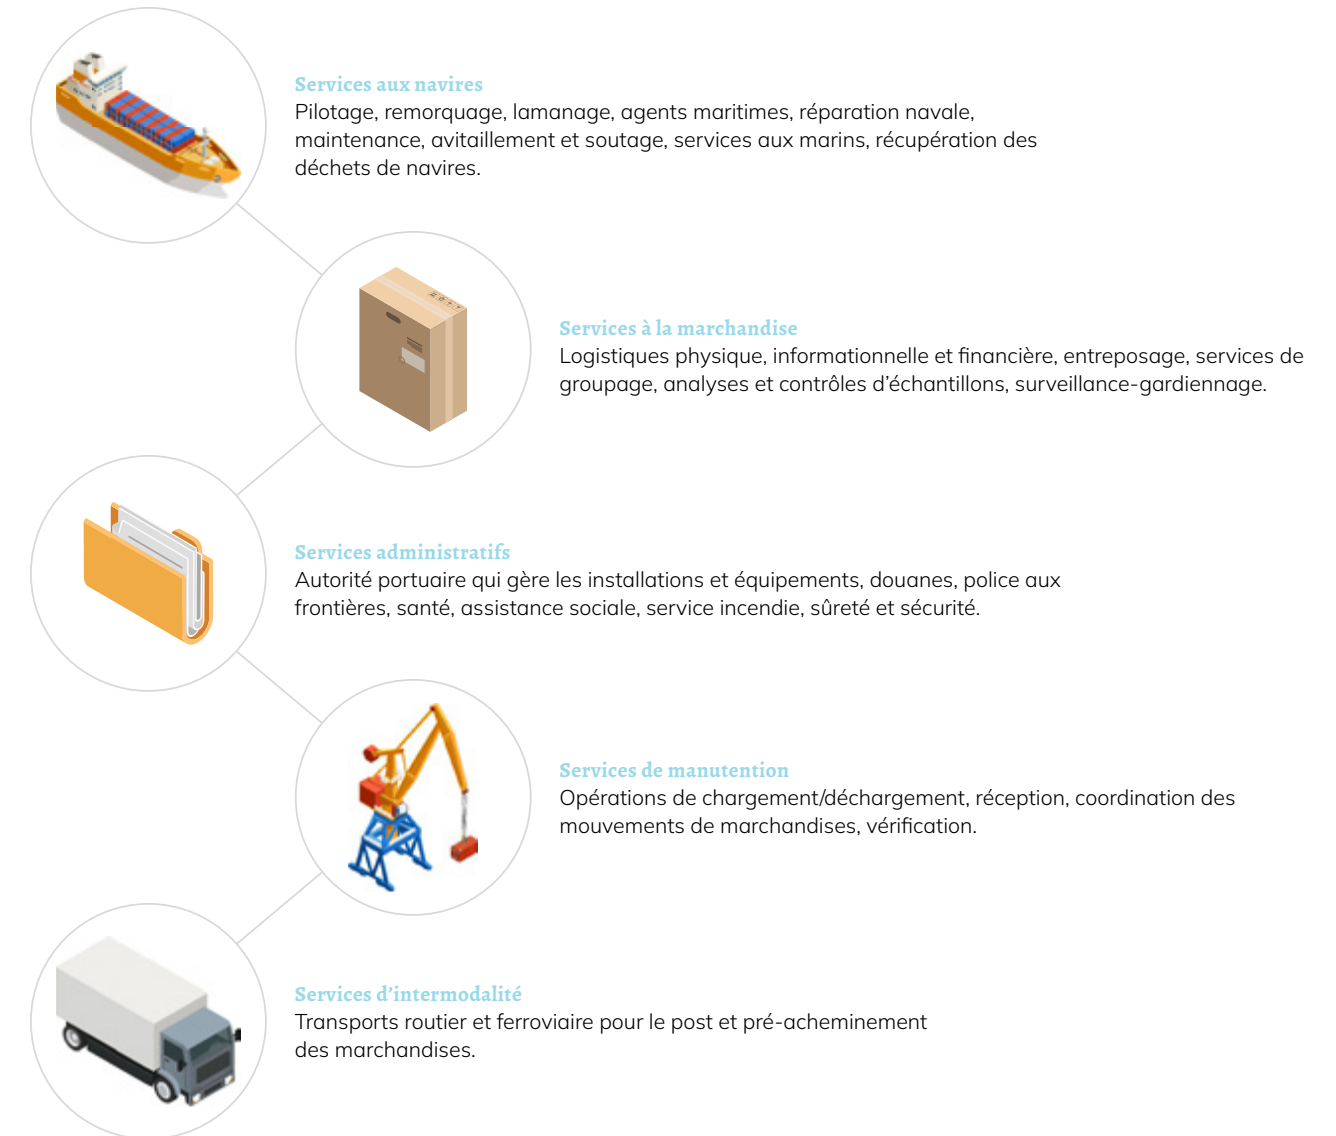 Services aux navires
Pilotage, remorquage, lamanage, agents maritimes, réparation navale,
maintenance, avitaillement et soutage, services aux marins, récupération des
déchets de navires.
Services à la marchandise
Logistiques physique, informationnelle et financière, entreposage, services de
groupage, analyses et contrôles d’échantillons, surveillance-gardiennage.
Services administratifs
Autorité portuaire qui gère les installations et équipements, douanes, police aux
frontières, santé, assistance sociale, service incendie, sûreté et sécurité.
Services de manutention
Opérations de chargement/déchargement, réception, coordination des
mouvements de marchandises, vérification.
Services d’intermodalité
Transports routier et ferroviaire pour le post et pré-acheminement
des marchandises.